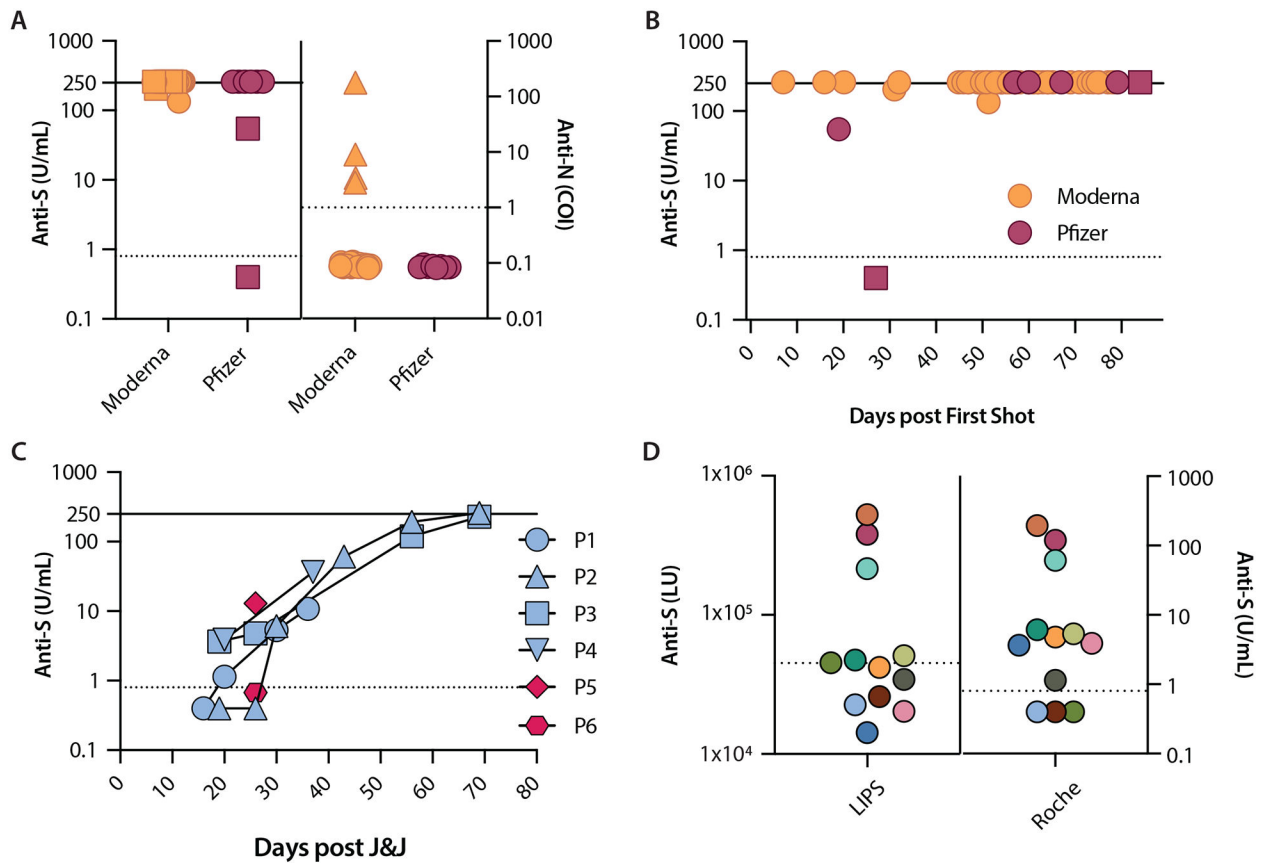 A
1000
250
100
10
1
0.1
Anti-S (U/mL)
Moderna
Pfizer
Moderna
Pfizer
1000
100
10
1
0.1
0.01
Anti-N (COI)
B
1000
250
100
10
1
0.1
Anti-S (U/mL)
Moderna
Pfizer
0 10 20 30 40 50 60 70 80
Days post First Shot
C
1000
250
100
10
1
0.1
Anti-S (U/mL)
P1
P2
P3
P4
P5
P6
0 10 20 30 40 50 60 70 80
Days post J&J
D
1x10⁶
1x10⁵
1x10⁴
Anti-S (LU)
LIPS
Roche
1000
100
10
1
0.1
Anti-S (U/mL)